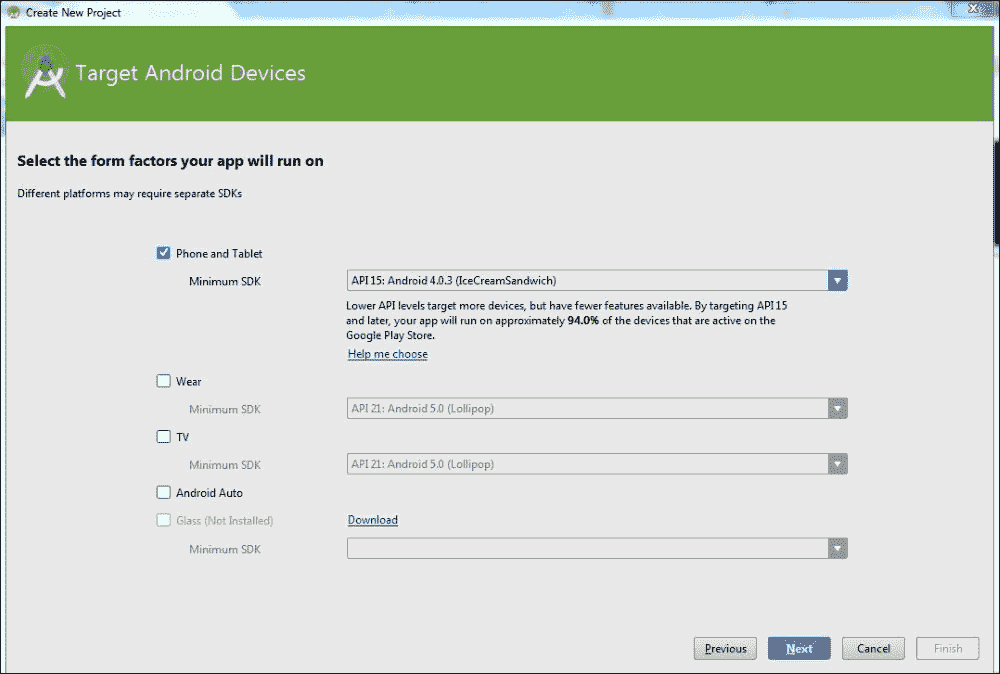 Create New Project
Target Android Devices
Select the form factors your app will run on
Different platforms may require separate SDKs
Phone and Tablet
Minimum SDK
API 15: Android 4.0.3 (IceCreamSandwich)
Lower API levels target more devices, but have fewer features available. By targeting API 15
and later, your app will run on approximately 94.0% of the devices that are active on the
Google Play Store.
Help me choose
Wear
Minimum SDK
API 21: Android 5.0 (Lollipop)
TV
Minimum SDK
API 21: Android 5.0 (Lollipop)
Android Auto
Glass (Not Installed)
Download
Minimum SDK
Previous
Next
Cancel
Finish